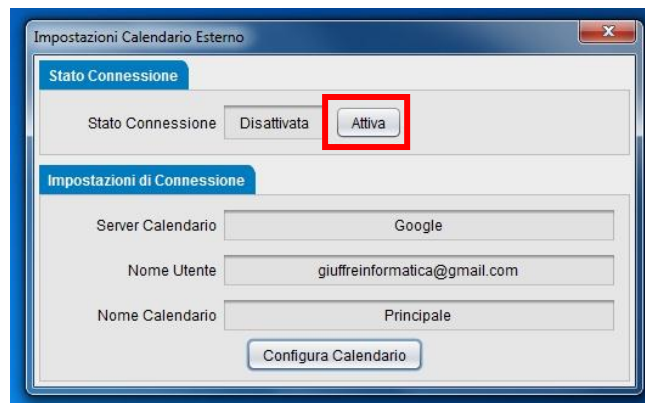 Impostazioni Calendario Esterno
Stato Connessione
Stato Connessione Disattivata Attiva
Impostazioni di Connessione
Server Calendario Google
Nome Utente giuffreinformatica@gmail.com
Nome Calendario Principale
Configura Calendario